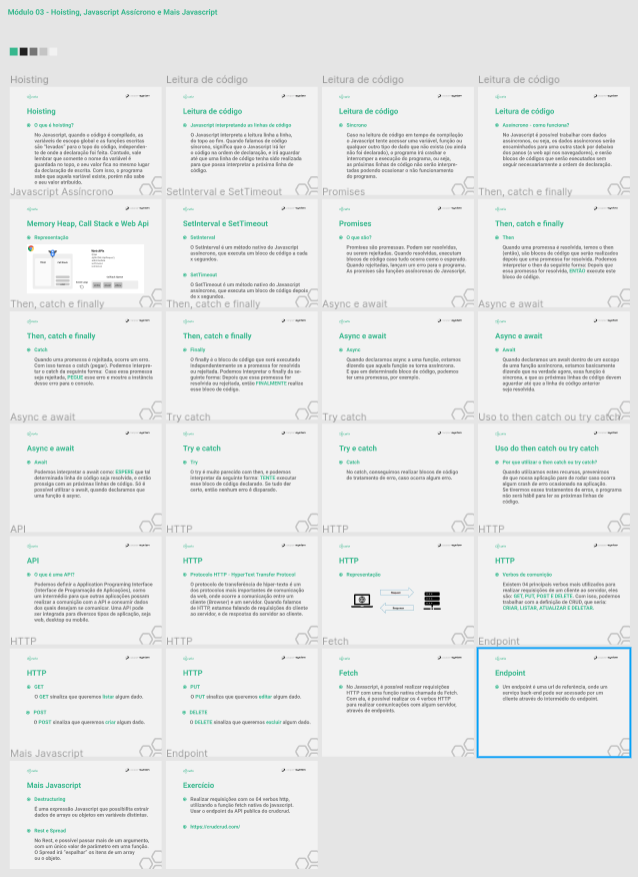 Módulo 03 - Hoisting, Javascript Assícrono e Mais Javascript
Hoisting
Leitura de código
Leitura de código
Leitura de código
Hoisting
O que é hoisting?
No Javascript, quando o código é compilado, as
variáveis de escopo global e as funções escritas
são "levadas" para o topo do código, independen-
te de onde a declaração foi feita. Contudo, vale
lembrar que somente o nome da variável é
guardado no topo, o seu valor fica no mesmo lugar
da declaração de escrita. Com isso, o programa
sabe que aquela variável existe, porém não sabe
o seu valor atribuído.
Leitura de código
Javascript interpretando as linhas de código
O Javascript interpreta a leitura linha a linha,
do topo ao fim. Quando falamos de código
síncrono, significa que o Javascript irá ler
o código na ordem de declaração, e irá aguardar
até que uma linha de código tenha sido realizada
para que possa interpretar a próxima linha de
código.
Leitura de código
Síncrono
Caso na leitura de código em tempo de compilação
o Javascript tente acessar uma variável, função ou
qualquer outro tipo de dado que não exista (ou ainda
não foi declarado), o programa irá crashar e
interromper a execução do programa, ou seja,
as próximas linhas de código não serão interpre-
tadas podendo ocasionar o não funcionamento
Leitura de código
Assíncrono - como funciona?
No Javascript é possível trabalhar com dados
assíncronos, ou seja, os dados assíncronos serão
encaminhados para uma outra stack por debaixo
dos panos (a web api nos navegadores), e terão
blocos de códigos que serão executados sem
seguir necessariamente a ordem de declaração.
Javascript Assíncrono
SetInterval e SetTimeout
Promises
Then, catch e finally
Memory Heap, Call Stack e Web Api
Representação
SetInterval e SetTimeout
SetInterval
O SetInterval é um método nativo do Javascript
assíncrono, que executa um bloco de código a cada
x segundos.
SetTimeout
O SetTimeout é um método nativo do Javascript
assíncrono, que executa um bloco de código depois
de x segundos.
Promises
O que são?
Promises são promessas. Podem ser resolvidas,
ou serem rejeitadas. Quando resolvidas, executam
blocos de código caso tudo ocorra como o esperado.
Quando rejeitadas, lançam um erro para o programa.
As promises são funções assíncronas do Javascript.
Then, catch e finally
Then
Quando uma promessa é resolvida, temos o then
(então), são blocos de código que serão realizados
depois que uma promessa for resolvida. Podemos
interpretar o then da seguinte forma: Depois que
essa promessa for resolvida, ENTÃO execute este
bloco de código.
Then, catch e finally
Then, catch e finally
Async e await
Async e await
Then, catch e finally
Catch
Quando uma promessa é rejeitada, ocorre um erro.
Com isso temos o catch (pegar). Podemos interpre-
tar o catch da seguinte forma: Caso essa promessa
seja rejeitada, PEGUE esse erro e mostre a instância
desse erro para o console.
Then, catch e finally
Finally
O finally é o bloco de código que será executado
independentemente se a promessa for resolvida
ou rejeitada. Podemos interpretar o finally da se-
guinte forma: Depois que essa promessa for
resolvida ou rejeitada, então FINALMENTE realize
esse bloco de código.
Async e await
Async
Quando declaramos async a uma função, estamos
dizendo que aquela função se torna assíncrona.
E que em determinado bloco de código, podemos
ter uma promessa, por exemplo.
Async e await
Await
Quando declaramos um await dentro de um escopo
de uma função assíncrona, estamos basicamente
dizendo que na verdade agora, essa função é
síncrona, e que as próximas linhas de código devem
aguardar até que a linha de código anterior
seja resolvida.
Async e await
Try catch
Try catch
Uso to then catch ou try catch
Async e await
Await
Podemos interpretar o await como: ESPERE que tal
determinada linha de código seja resolvida, e então
prossiga com as próximas linhas de código. Só é
possível utilizar o await, quando declaramos que
uma função é async.
Try e catch
Try
O try é muito parecido com then, e podemos
interpretar da seguinte forma: TENTE executar
esse bloco de código declarado. Se tudo der
certo, então nenhum erro é disparado.
Try e catch
Catch
No catch, conseguimos realizar blocos de código
de tratamento de erro, caso ocorra algum erro.
Uso do then catch ou try catch
Por que utilizar o then catch ou try catch?
Quando utilizamos estes recursos, prevenimos
de que nossa aplicação pare de rodar caso ocorra
algum crash de erro ocasionado na aplicação.
Se tivermos esses tratamentos de erros, o programa
não será hábil para ler as próximas linhas de
código.
API
HTTP
HTTP
HTTP
API
O que é uma API?
Podemos definir a Application Programing Interface
(Interface de Programação de Aplicações), como
um intermédio para que outras aplicações possam
realizar a comunicação com a API e consumir dados
dos quais desejam se comunicar. Uma API pode
ser integrada para diversos tipos de aplicação, seja
web, desktop ou mobile.
HTTP
Protocolo HTTP - HyperText Transfer Protocol
O protocolo de transferência de hiper-texto é um
dos protocolos mais importantes de comunicação
da web, onde ocorre a comunicação entre um
cliente (Browser) e um servidor. Quando falamos
de HTTP, estamos falando de requisições do cliente
ao servidor, e de respostas do servidor ao cliente.
HTTP
Representação
Request
Response
HTTP
Verbos de comunição
Existem 04 principais verbos mais utilizados para
realizar requisições de um cliente ao servidor, eles
são: GET, PUT, POST E DELETE. Com isso, podemos
trabalhar com a definição de CRUD, que seria:
CRIAR, LISTAR, ATUALIZAR E DELETAR.
HTTP
HTTP
Fetch
Endpoint
HTTP
GET
O GET sinaliza que queremos listar algum dado.
POST
O POST sinaliza que queremos criar algum dado.
HTTP
PUT
O PUT sinaliza que queremos editar algum dado.
DELETE
O DELETE sinaliza que queremos excluir algum dado.
Fetch
No Javascript, é possível realizar requisições
HTTP com uma função nativa chamada de Fetch.
Com ela, é possível realizar os 4 verbos HTTP
para realizar comunicações com algum servidor,
através de endpoints.
Endpoint
Um endpoint é uma url de referência, onde um
serviço back-end pode ser acessado por um
cliente através do intermédio do endpoint.
Mais Javascript
Endpoint
Mais Javascript
Destructuring
É uma expressão Javascript que possibilita extrair
dados de arrays ou objetos em variáveis distintas.
Rest e Spread
No Rest, é possível passar mais de um argumento,
com um único valor de parâmetro em uma função.
O Spread irá "espalhar" os itens de um array
ou o objeto.
Exercício
Realizar requisições com os 04 verbos http,
utilizando a função fetch nativa do javascript.
Usar o endpoint da API publica do crudcrud.
https://crudcrud.com/